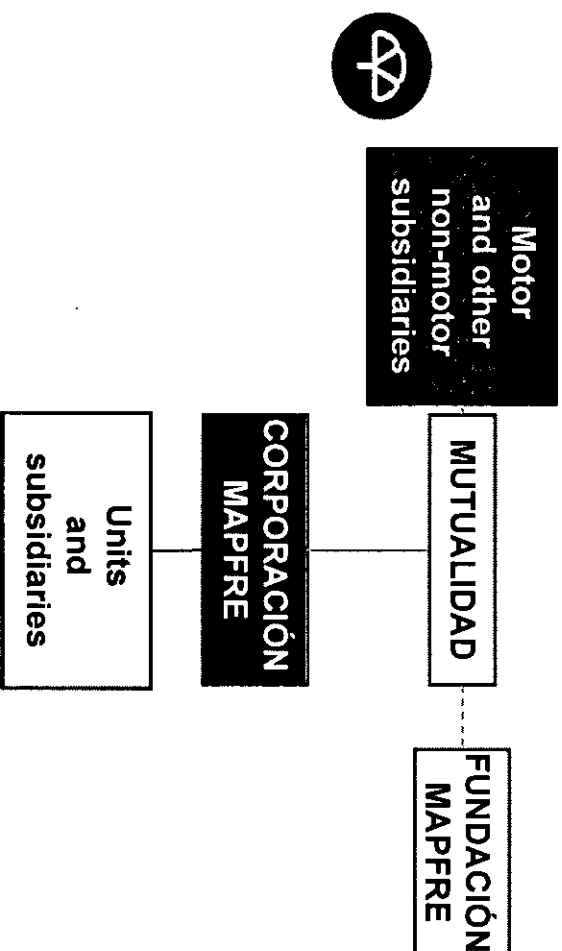 Motor
and other
non-motor
subsidiaries
MUTUALIDAD
FUNDACIÓN
MAPFRE
CORPORACIÓN
MAPFRE
Units
and
subsidiaries